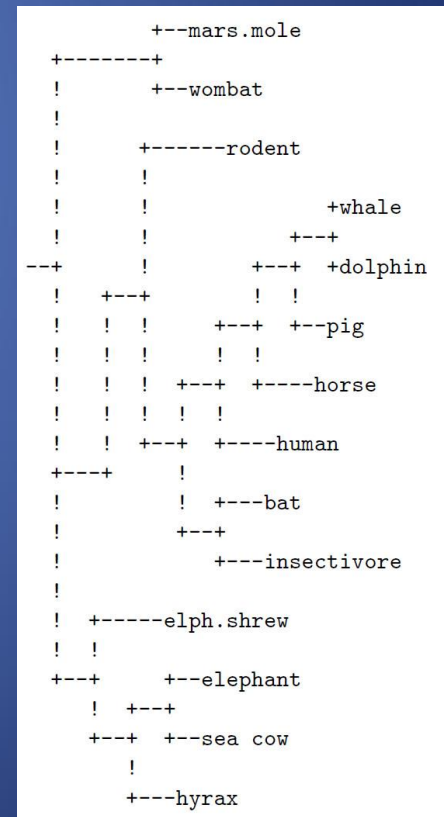 +--mars.mole
+-------+
!       +--wombat
!
!      +------rodent
!      !
!      !              +whale
!      !           +--+
--+      !        +--+  +dolphin
!   +--+        !  !
!   !  !     +--+  +--pig
!   !  !     !  !
!   !  !  +--+  +----horse
!   !  !  !  !
!   !  +--+  +----human
+---+     !
!         !  +---bat
!         +--+
!            +---insectivore
!
!  +-----elph.shrew
!  !
+--+     +--elephant
!  +--+
+--+  +--sea cow
!
+---hyrax